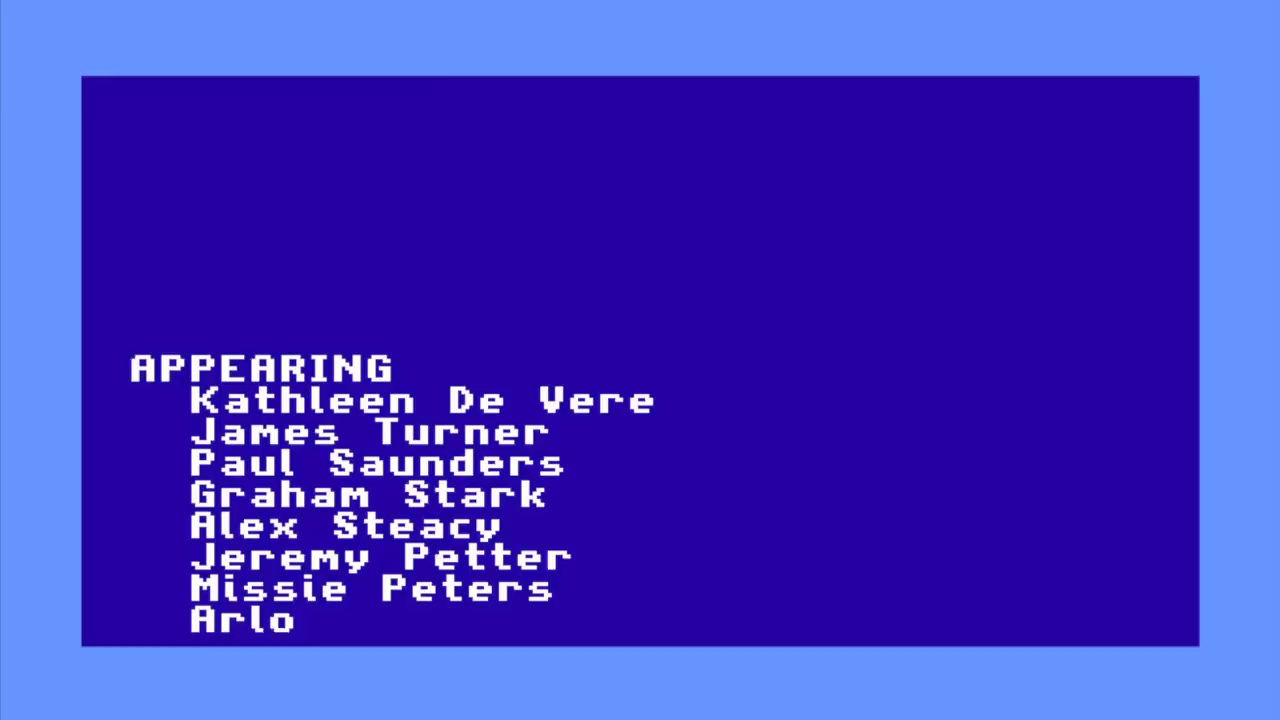 APPEARING
Kathleen De Vere
James Turner
Paul Saunders
Graham Stark
Alex Steacy
Jeremy Petter
Missie Peters
Arlo